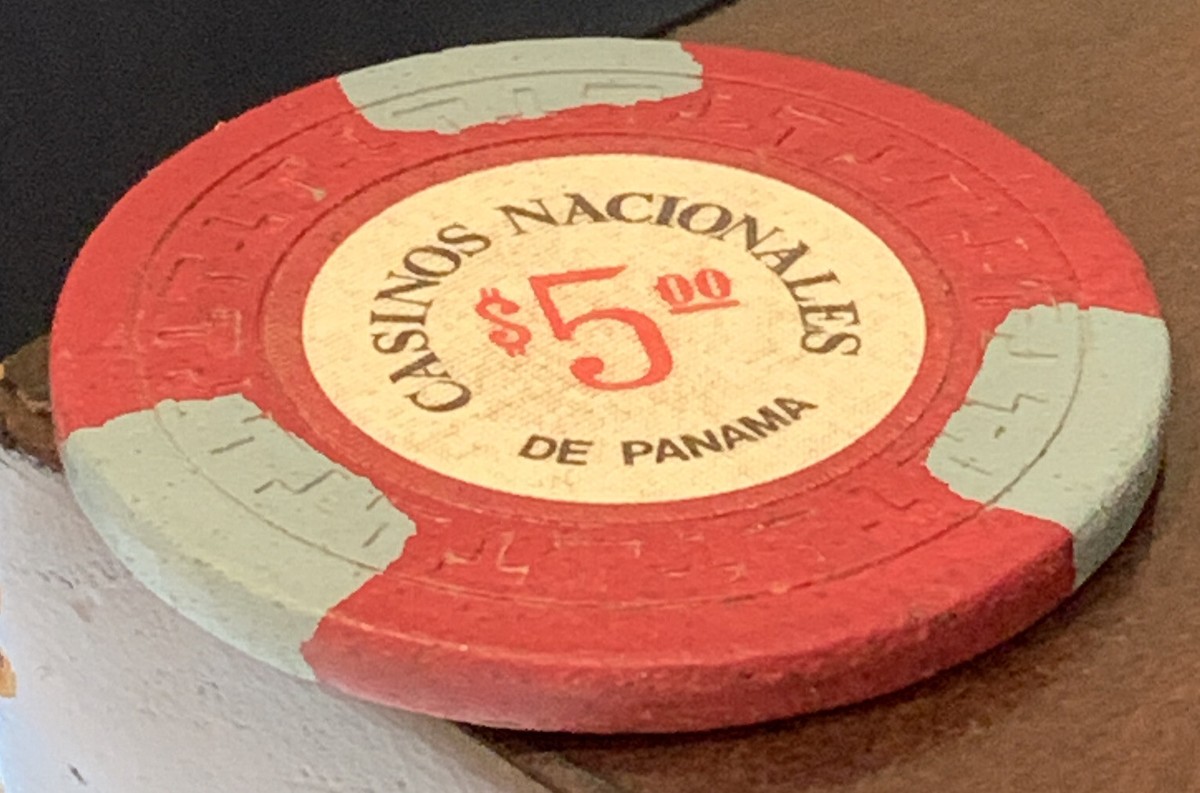 CASINOS NACIONALES
$5.00
DE PANAMA